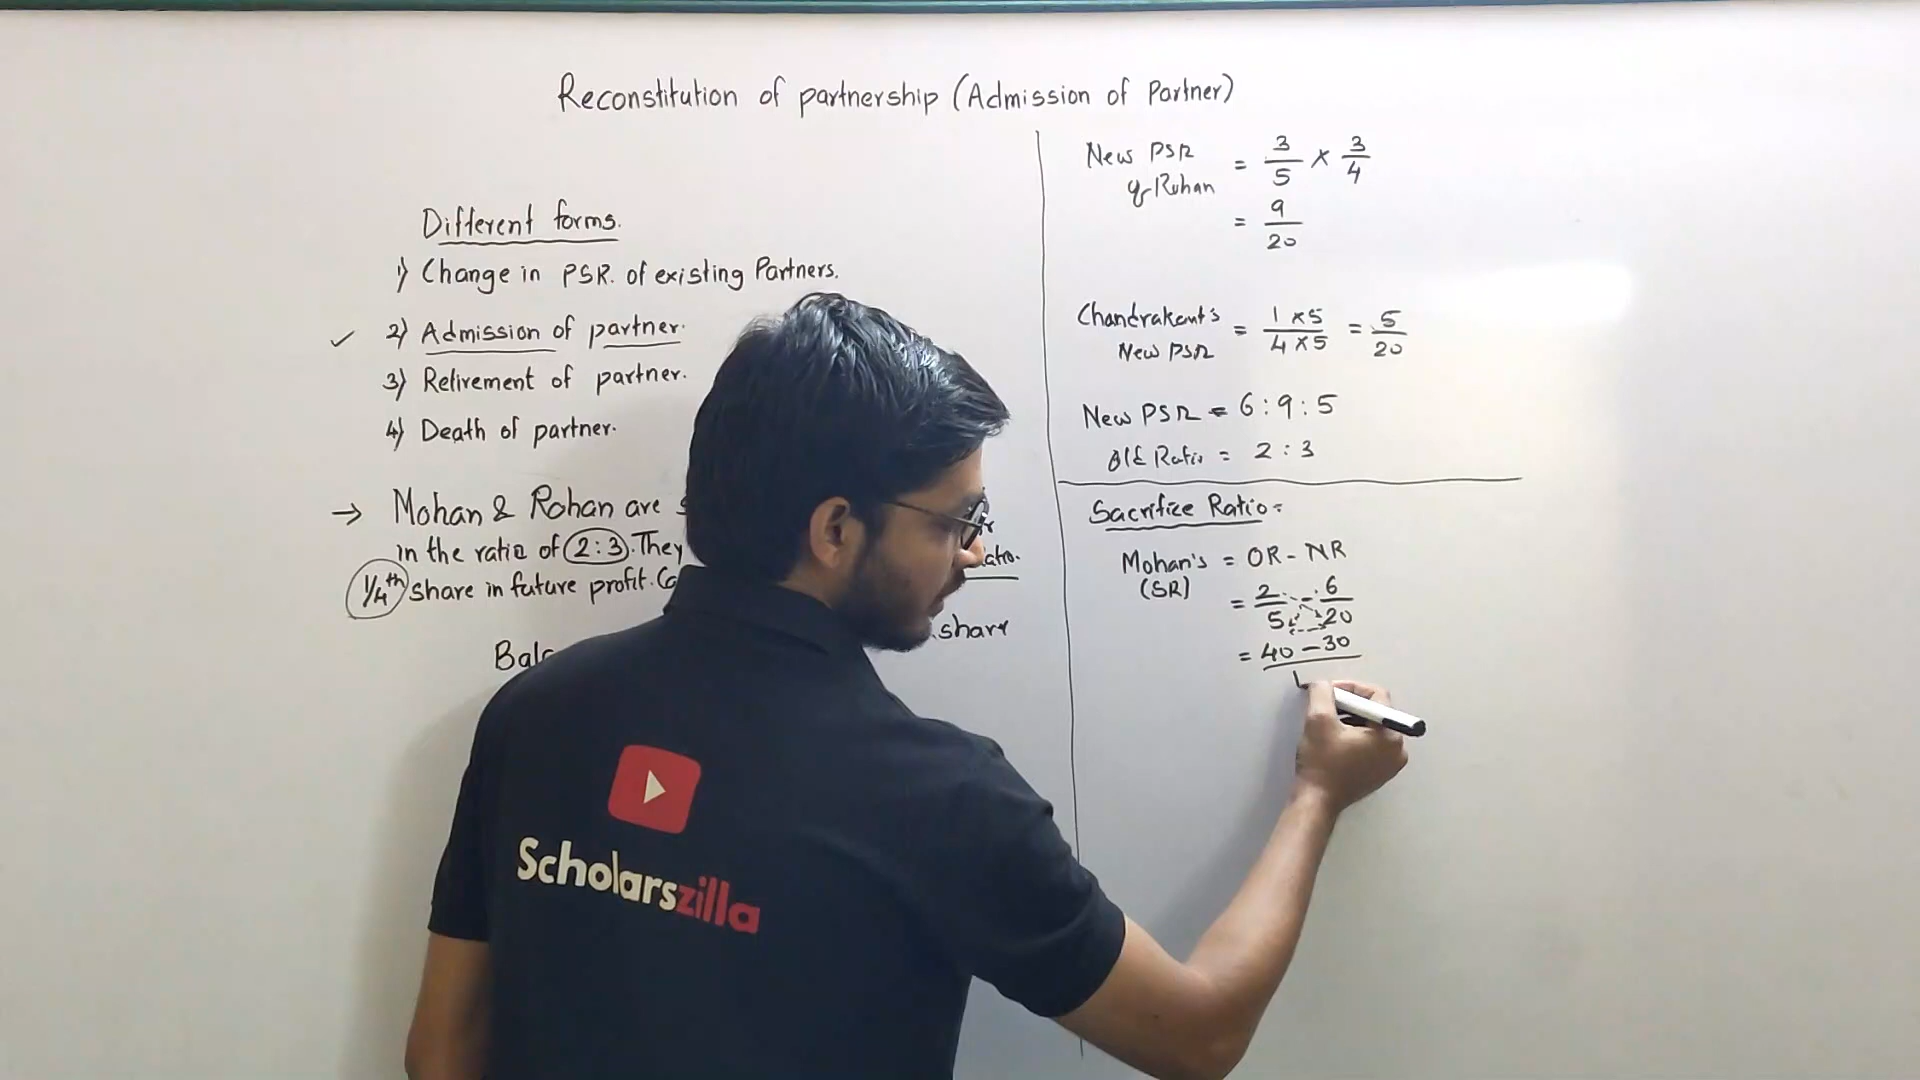 Reconstitution of partnership (Admission of Partner)
Different forms.
1) Change in PSR. of existing Partners.
2) Admission of partner.
3) Retirement of partner.
4) Death of partner.
→ Mohan & Rohan are
in the ratio of 2:3. They
1/4th share in future profit.
share
New PSR of Rohan = 3/5 × 3/4
= 9/20
Chandrakant's New PSR = 1×5/4×5 = 5/20
New PSR = 6:9:5
Old Ratio = 2:3
Sacrifize Ratio:-
Mohan's (SR) = OR - NR
= 2/5 - 6/20
= 40 - 30
Scholarszilla